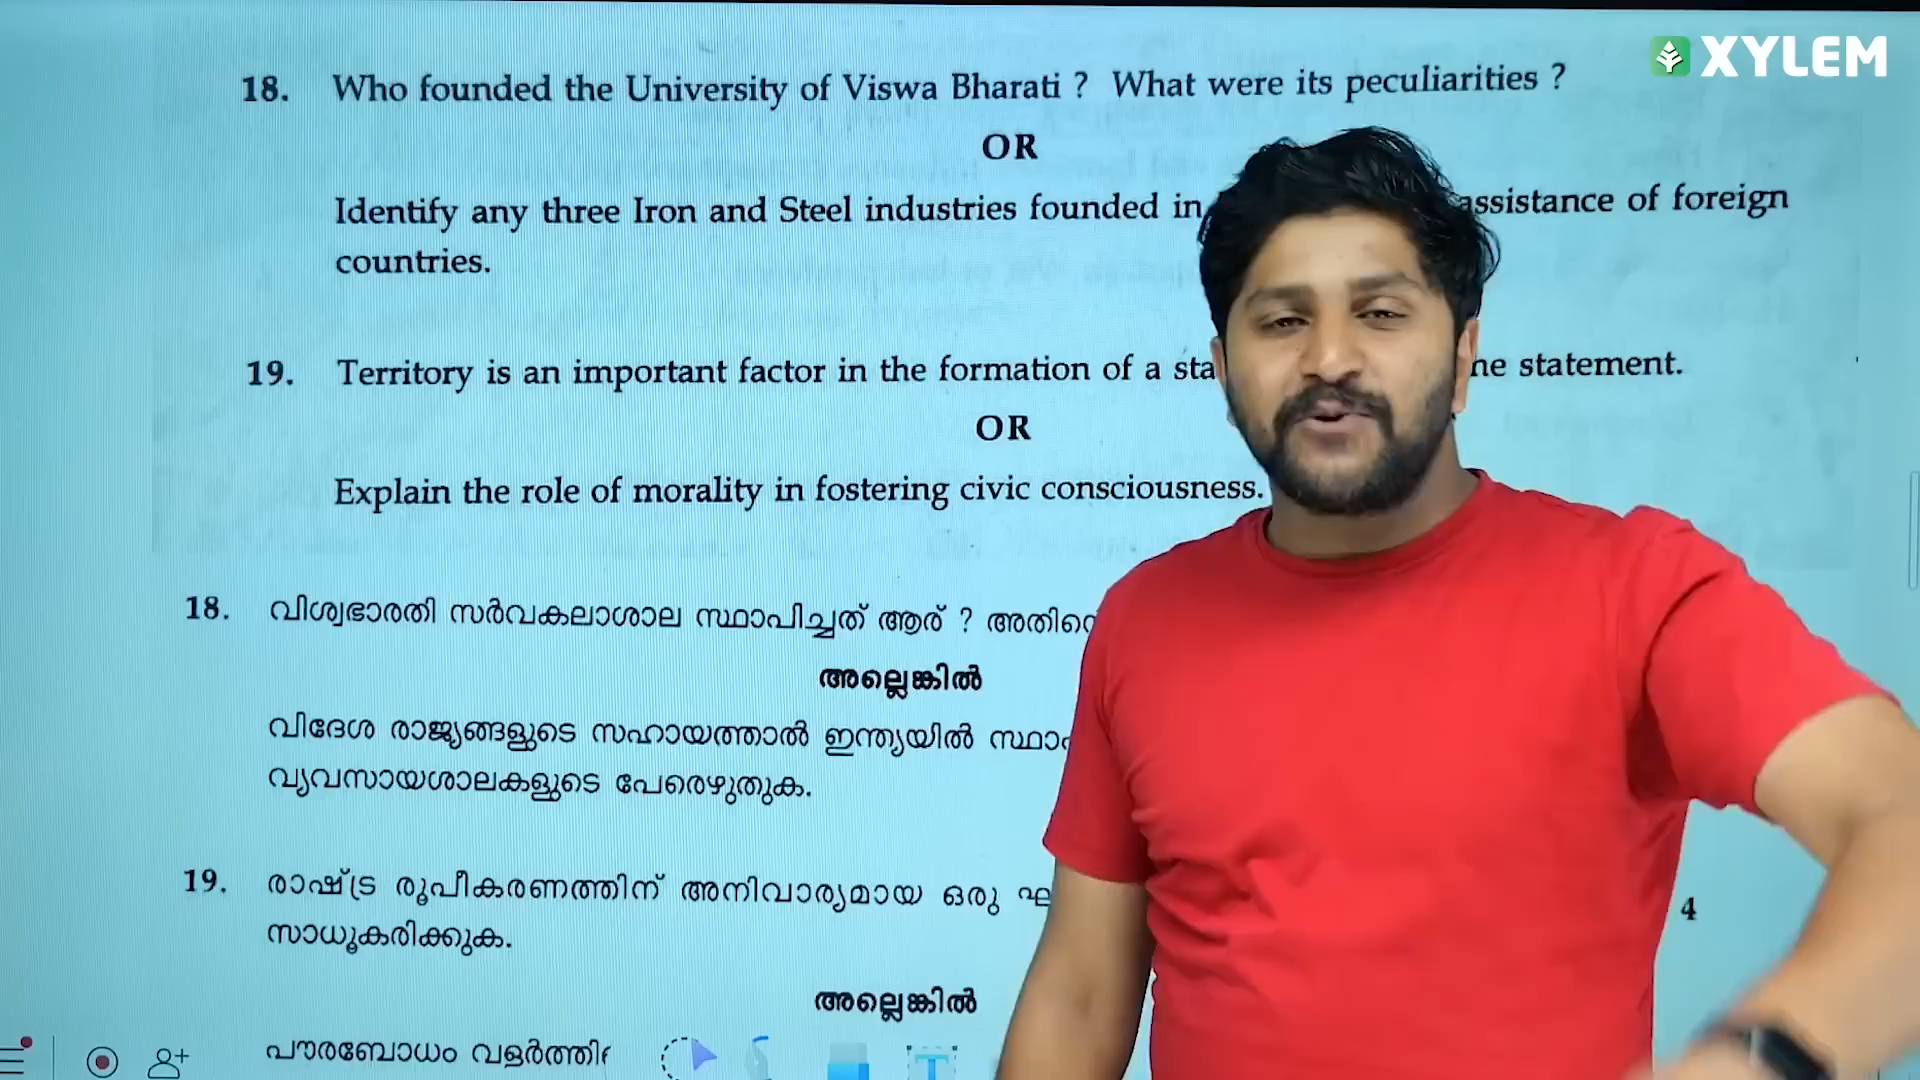 XYLEM
18. Who founded the University of Viswa Bharati ? What were its peculiarities ?
OR
Identify any three Iron and Steel industries founded in assistance of foreign
countries.
19. Territory is an important factor in the formation of a statement.
OR
Explain the role of morality in fostering civic consciousness.
18. വിശ്വഭാരതി സർവകലാശാല സ്ഥാപിച്ചത് ആര് ?
അല്ലെങ്കിൽ
വിദേശ രാജ്യങ്ങളുടെ സഹായത്താൽ ഇന്ത്യയിൽ
വ്യവസായശാലകളുടെ പേരെഴുതുക.
19. രാഷ്ട്ര രൂപീകരണത്തിന് അനിവാര്യമായ ഒരു
4
സാധൂകരിക്കുക.
അല്ലെങ്കിൽ
പൗരബോധം